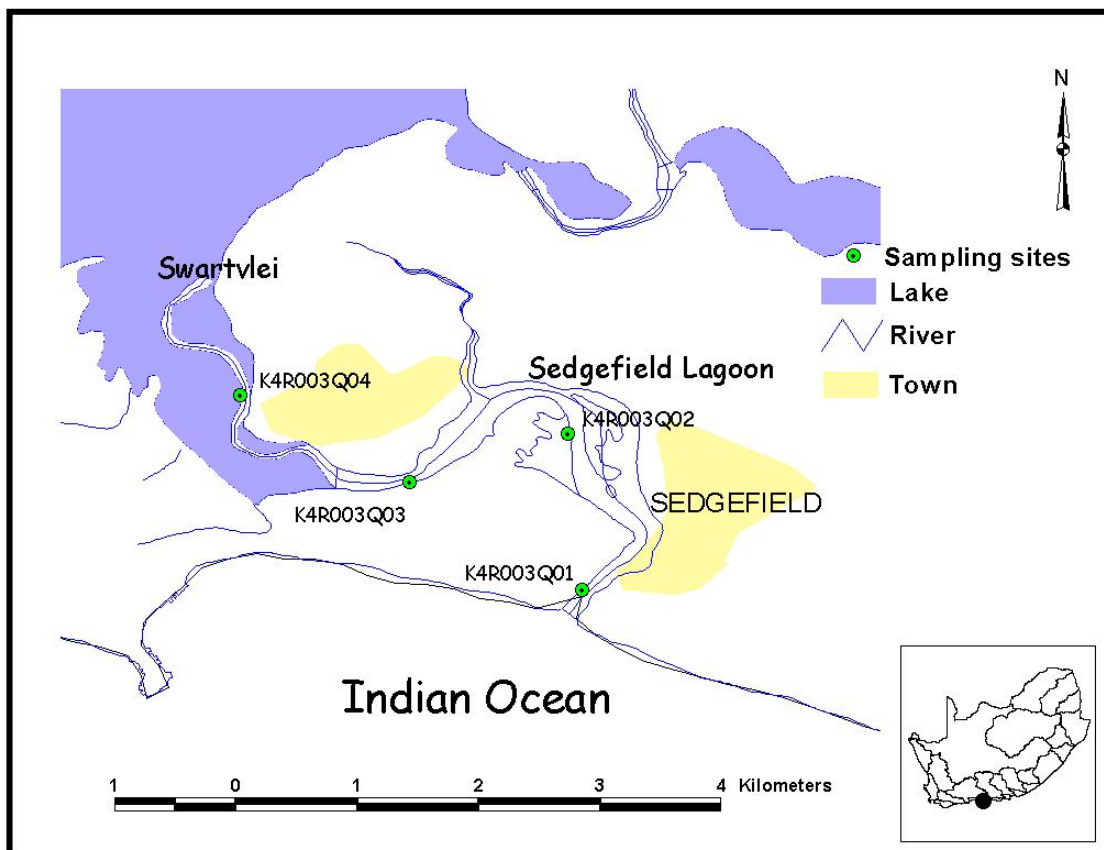 N
Swartvlei
Sampling sites
Lake
River
Town
Sedgefield Lagoon
K4R003Q04
K4R003Q02
SEDGEFIELD
K4R003Q03
K4R003Q01
Indian Ocean
1 0 1 2 3 4 Kilometers